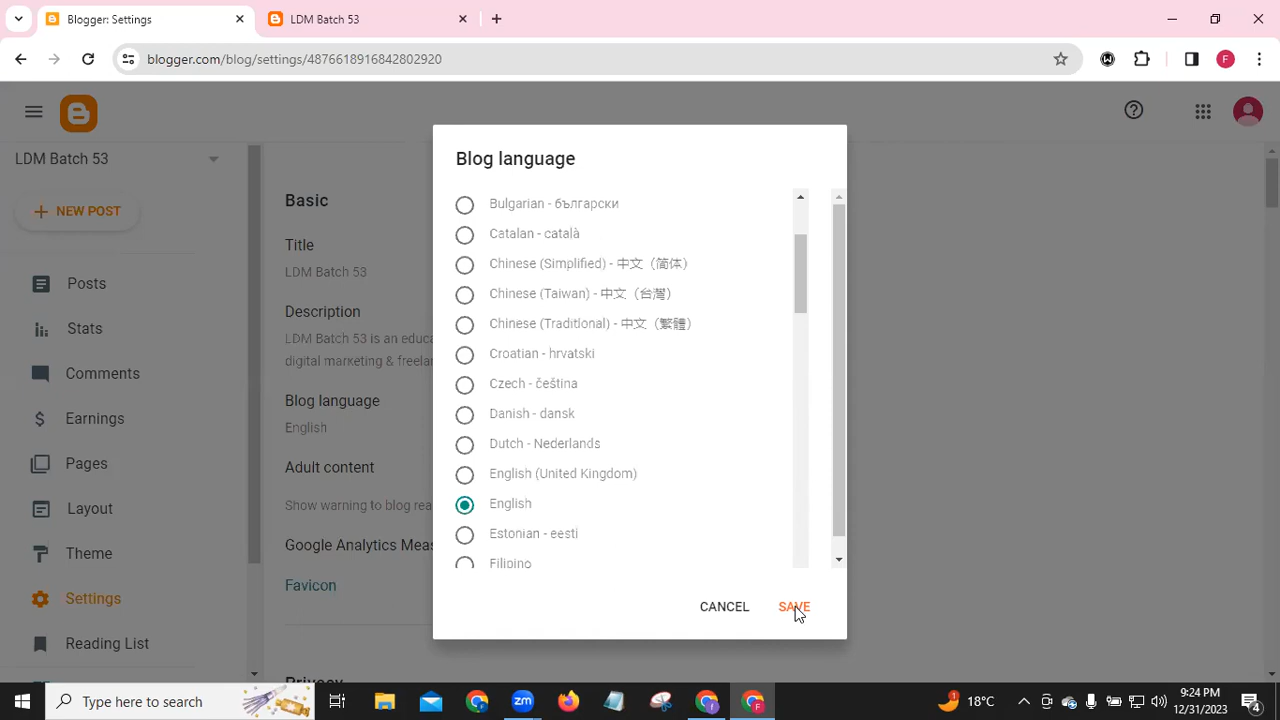 Blogger: Settings
LDM Batch 53
blogger.com/blog/settings/4876618916842802920
F
LDM Batch 53
NEW POST
Posts
Stats
Comments
Earnings
Pages
Layout
Theme
Settings
Reading List
Basic
Title
LDM Batch 53
Description
LDM Batch 53 is an educa
digital marketing & freelan
Blog language
English
Adult content
Show warning to blog rea
Google Analytics Meas
Favicon
Privacy
Blog language
Bulgarian - български
Catalan - català
Chinese (Simplified) - 中文（简体）
Chinese (Taiwan) - 中文（台灣）
Chinese (Traditional) - 中文（繁體）
Croatian - hrvatski
Czech - čeština
Danish - dansk
Dutch - Nederlands
English (United Kingdom)
English
Estonian - eesti
Filipino
CANCEL
SAVE
Type here to search
zm
F
1
18°C
9:24 PM
12/31/2023
4